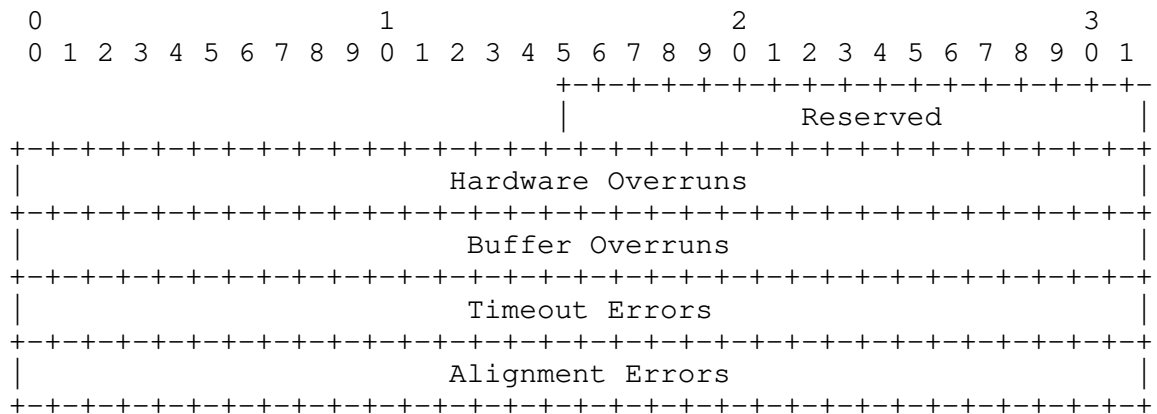 0                   1                   2                   3
0 1 2 3 4 5 6 7 8 9 0 1 2 3 4 5 6 7 8 9 0 1 2 3 4 5 6 7 8 9 0 1
+-+-+-+-+-+-+-+-+-+-+-+-+-+-+-+-+-
| Reserved |
+-+-+-+-+-+-+-+-+-+-+-+-+-+-+-+-+-+-+-+-+-+-+-+-+-+-+-+-+-+-+-+-+
| Hardware Overruns |
+-+-+-+-+-+-+-+-+-+-+-+-+-+-+-+-+-+-+-+-+-+-+-+-+-+-+-+-+-+-+-+-+
| Buffer Overruns |
+-+-+-+-+-+-+-+-+-+-+-+-+-+-+-+-+-+-+-+-+-+-+-+-+-+-+-+-+-+-+-+-+
| Timeout Errors |
+-+-+-+-+-+-+-+-+-+-+-+-+-+-+-+-+-+-+-+-+-+-+-+-+-+-+-+-+-+-+-+-+
| Alignment Errors |
+-+-+-+-+-+-+-+-+-+-+-+-+-+-+-+-+-+-+-+-+-+-+-+-+-+-+-+-+-+-+-+-+